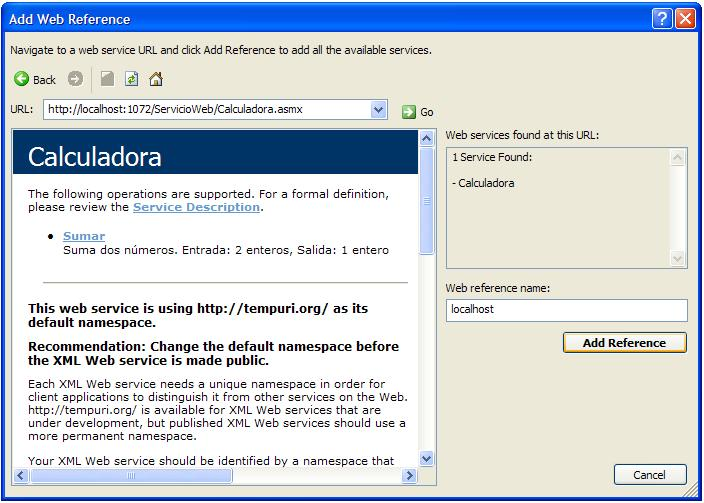 Add Web Reference
Navigate to a web service URL and click Add Reference to add all the available services.
Back
URL: http://localhost:1072/ServicioWeb/Calculadora.asmx Go
Calculadora
The following operations are supported. For a formal definition,
please review the Service Description.
Sumar
Suma dos números. Entrada: 2 enteros, Salida: 1 entero
This web service is using http://tempuri.org/ as its
default namespace.
Recommendation: Change the default namespace before
the XML Web service is made public.
Each XML Web service needs a unique namespace in order for
client applications to distinguish it from other services on the Web.
http://tempuri.org/ is available for XML Web services that are
under development, but published XML Web services should use a
more permanent namespace.
Your XML Web service should be identified by a namespace that
Web services found at this URL:
1 Service Found:
- Calculadora
Web reference name:
localhost
Add Reference
Cancel